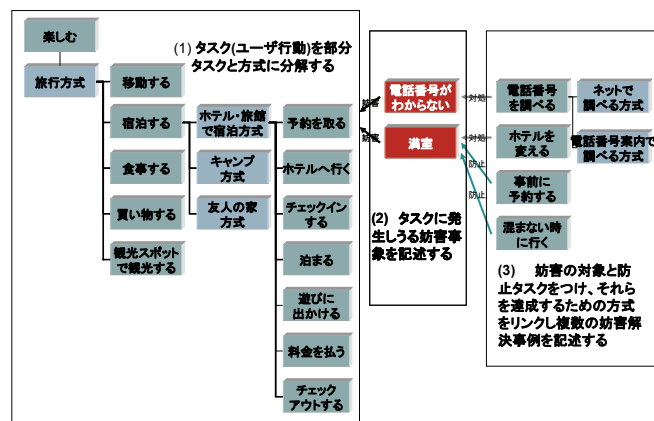 楽しむ
(1) タスク(ユーザ行動)を部分
タスクと方式に分解する
旅行方式
移動する
宿泊する
食事する
買い物する
観光スポット
で観光する
ホテル・旅館
で宿泊方式
キャンプ
方式
友人の家
方式
予約を取る
ホテルへ行く
チェックイン
する
泊まる
遊びに
出かける
料金を払う
チェック
アウトする
妨害
妨害
電話番号が
わからない
満室
(2) タスクに発
生しうる妨害事
象を記述する
対処
対処
防止
防止
電話番号
を調べる
ホテルを
変える
事前に
予約する
混まない時
に行く
ネットで
調べる方式
電話番号案内で
調べる方式
(3) 妨害の対象と防
止タスクをつけ、それら
を達成するための方式
をリンクし複数の妨害解
決事例を記述する